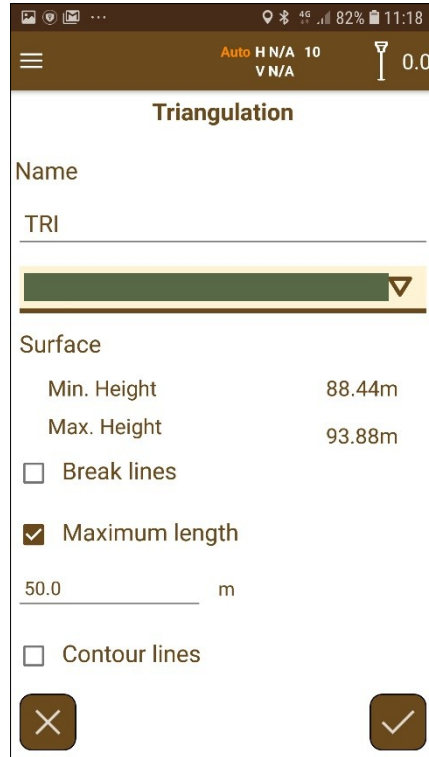 4G 82% 11:18
Auto H N/A 10
V N/A
0.0
Triangulation
Name
TRI
Surface
Min. Height 88.44m
Max. Height 93.88m
Break lines
Maximum length
50.0 m
Contour lines